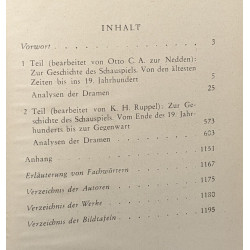 INHALT
Vorwort . . . . . . . . . . . . 3
1 Teil (bearbeitet von Otto C. A. zur Nedden):
Zur Geschichte des Schauspiels. Von den ältesten
Zeiten bis ins 19. Jahrhundert . . . . . 5
Analysen der Dramen . . . . . . . 25
2 Teil (bearbeitet von K. H. Ruppel): Zur Ge-
schichte des Schauspiels. Vom Ende des 19. Jahr-
hunderts bis zur Gegenwart . . . . . 573
Analysen der Dramen . . . . . . . 603
Anhang . . . . . . . . . . . . 1151
Erläuterung von Fachwörtern . . . . . 1167
Verzeichnis der Autoren . . . . . . 1175
Verzeichnis der Werke . . . . . . . 1180
Verzeichnis der Bildtafeln . . . . . . 1195